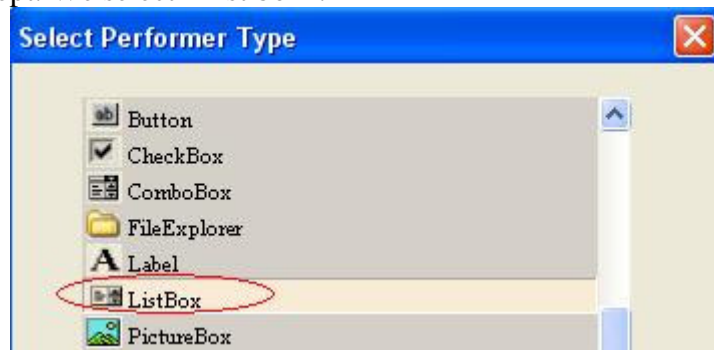 Select Performer Type
Button
CheckBox
ComboBox
FileExplorer
Label
ListBox
PictureBox